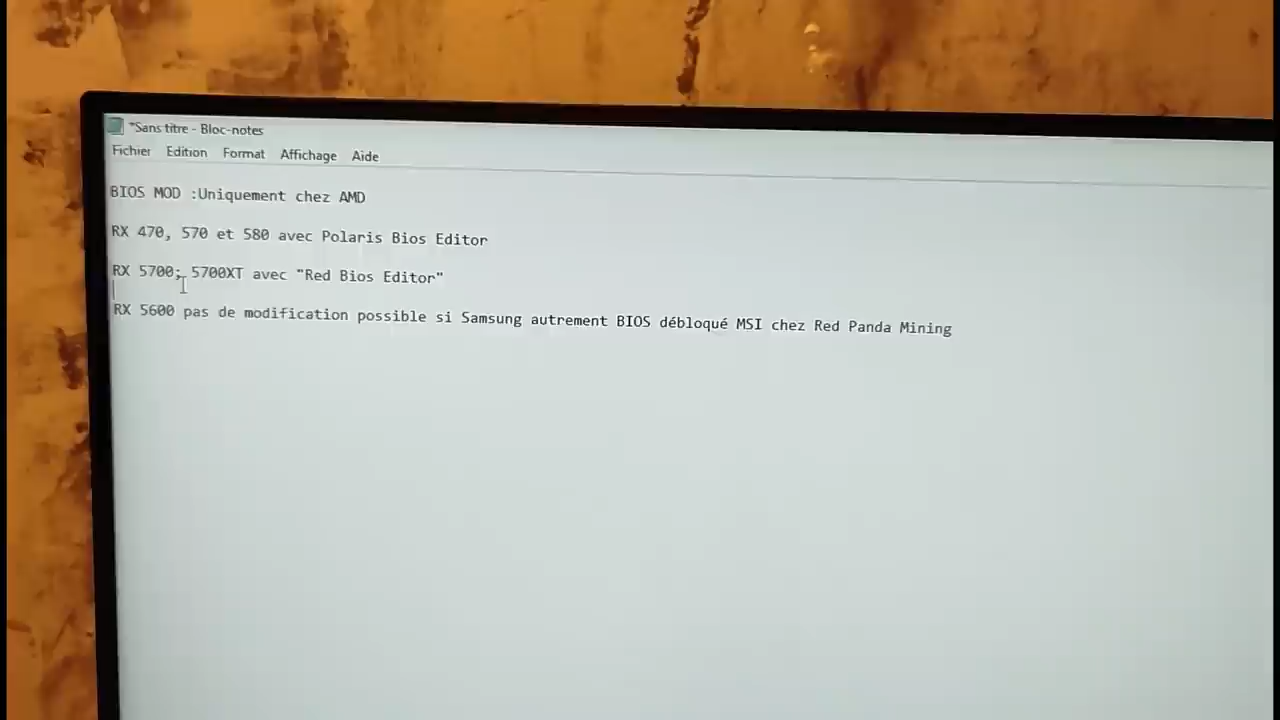 *Sans titre - Bloc-notes
Fichier Edition Format Affichage Aide
BIOS MOD :Uniquement chez AMD
RX 470, 570 et 580 avec Polaris Bios Editor
RX 5700; 5700XT avec "Red Bios Editor"
RX 5600 pas de modification possible si Samsung autrement BIOS débloqué MSI chez Red Panda Mining